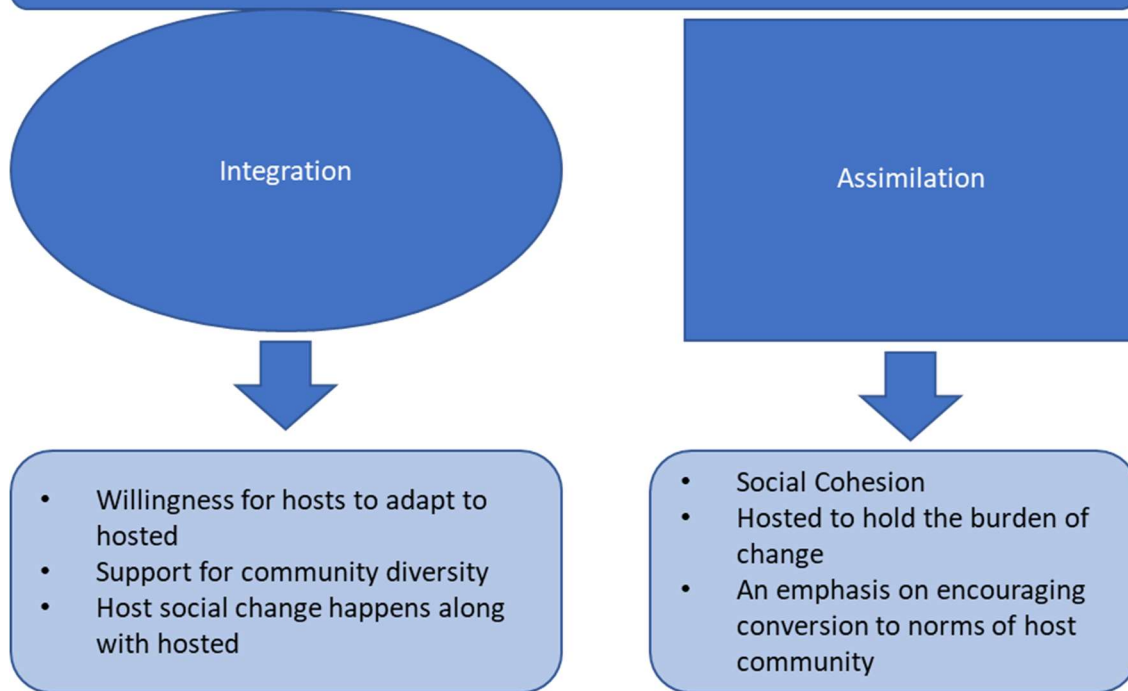 Integration
Assimilation
• Willingness for hosts to adapt to
hosted
• Support for community diversity
• Host social change happens along
with hosted
• Social Cohesion
• Hosted to hold the burden of
change
• An emphasis on encouraging
conversion to norms of host
community